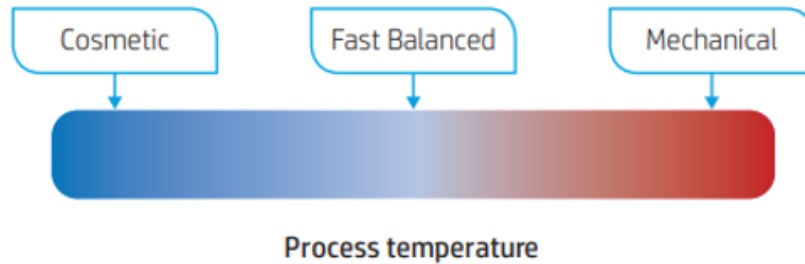 Cosmetic
Fast Balanced
Mechanical
Process temperature